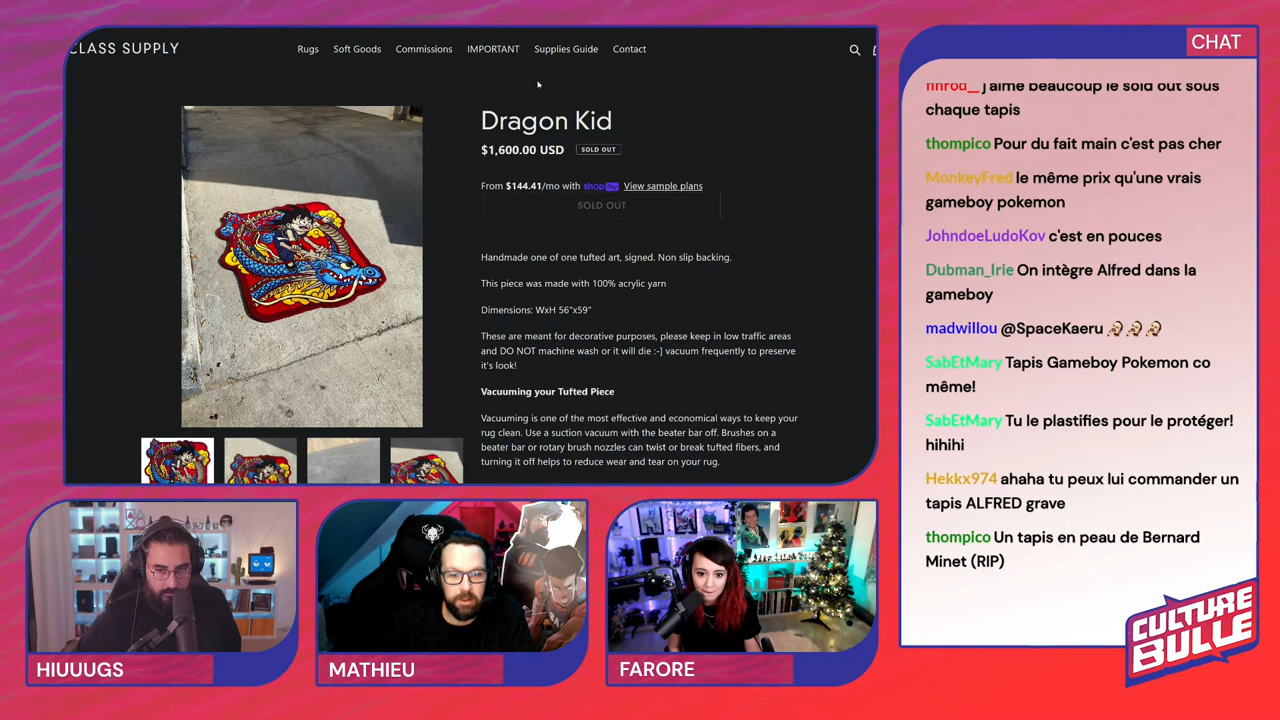 CLASS SUPPLY
Rugs Soft Goods Commissions IMPORTANT Supplies Guide Contact
Dragon Kid
$1,600.00 USD SOLD OUT
From $144.41/mo with shop Pay View sample plans
SOLD OUT
Handmade one of one tufted art, signed. Non slip backing.
This piece was made with 100% acrylic yarn
Dimensions: WxH 56"x59"
These are meant for decorative purposes, please keep in low traffic areas
and DO NOT machine wash or it will die :-] vacuum frequently to preserve
it's look!
Vacuuming your Tufted Piece
Vacuuming is one of the most effective and economical ways to keep your
rug clean. Use a suction vacuum with the beater bar off. Brushes on a
beater bar or rotary brush nozzles can twist or break tufted fibers, and
turning it off helps to reduce wear and tear on your rug.
HIUUUGS
MATHIEU
FARORE
CHAT
j'aime beaucoup le sold out sous
chaque tapis
thompico Pour du fait main c'est pas cher
MonkeyFred le même prix qu'une vrais
gameboy pokemon
JohndoeLudoKov c'est en pouces
Dubman_Irie On intègre Alfred dans la
gameboy
madwillou @SpaceKaeru
SabEtMary Tapis Gameboy Pokemon co
même!
SabEtMary Tu le plastifies pour le protéger!
hihihi
Hekkx974 ahaha tu peux lui commander un
tapis ALFRED grave
thompico Un tapis en peau de Bernard
Minet (RIP)
CULTURE
BULLE